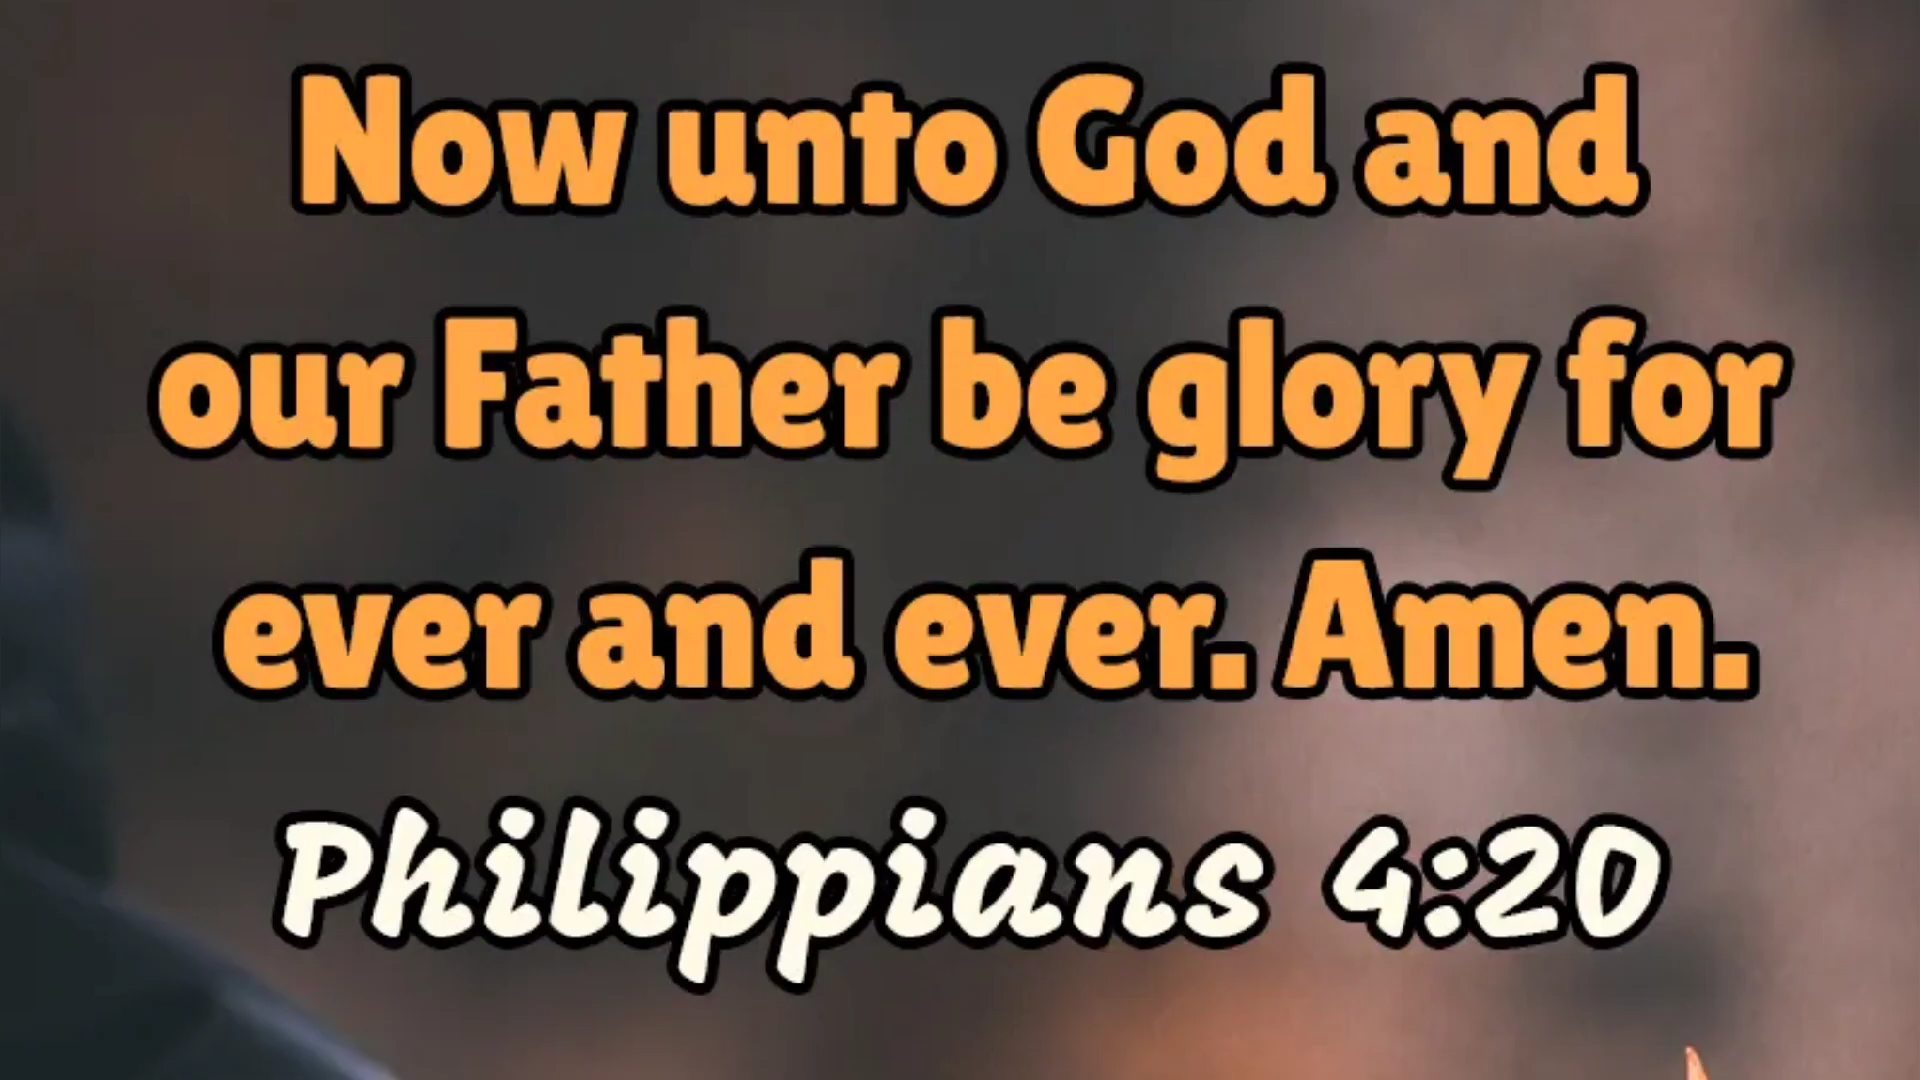 Now unto God and
our Father be glory for
ever and ever. Amen.
Philippians 4:20